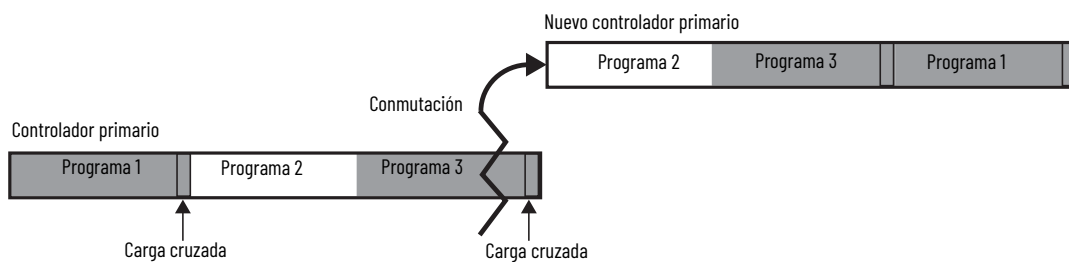 Nuevo controlador primario
Programa 2
Programa 3
Programa 1
Conmutación
Controlador primario
Programa 1
Programa 2
Programa 3
Carga cruzada
Carga cruzada